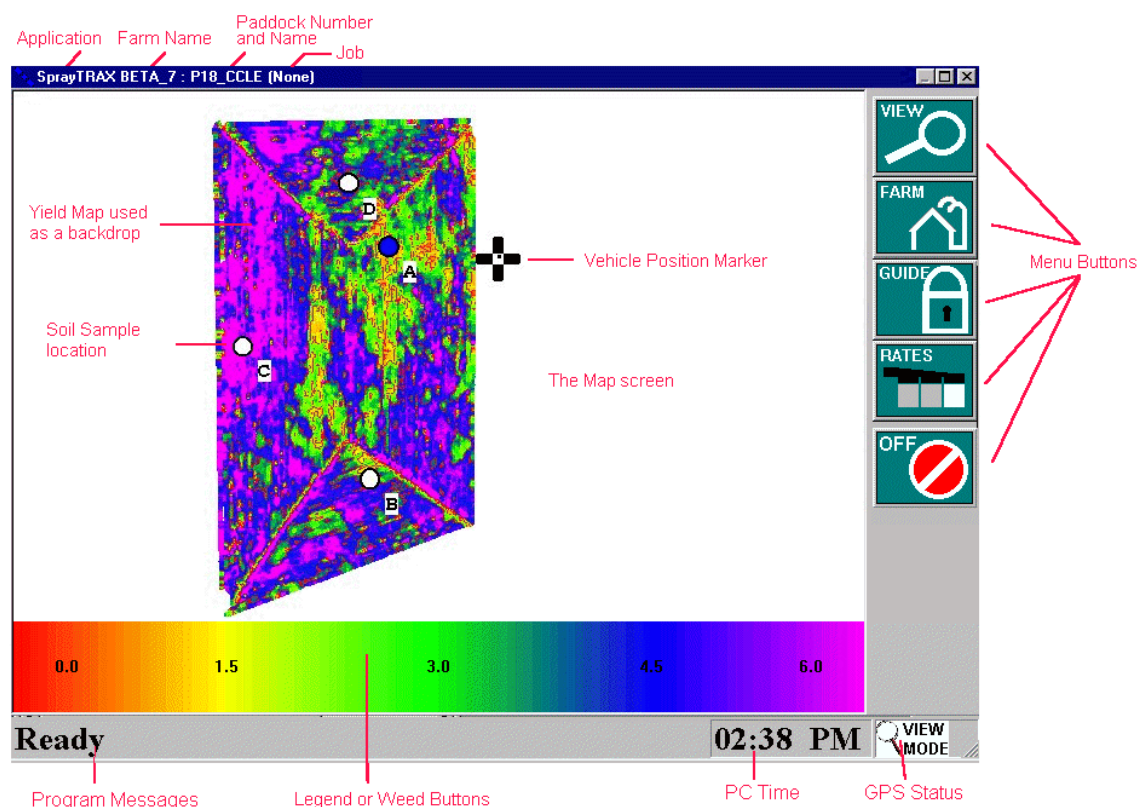 Application
Farm Name
Paddock Number
and Name
Job
SprayTRAX BETA_7 : P18_CCLE (None)
VIEW
FARM
GUIDE
RATES
OFF
Menu Buttons
Yield Map used
as a backdrop
D
A
Vehicle Position Marker
Soil Sample
location
C
The Map screen
B
0.0 1.5 3.0 4.5 6.0
Ready
02:38 PM
VIEW
MODE
Program Messages
Legend or Weed Buttons
PC Time
GPS Status